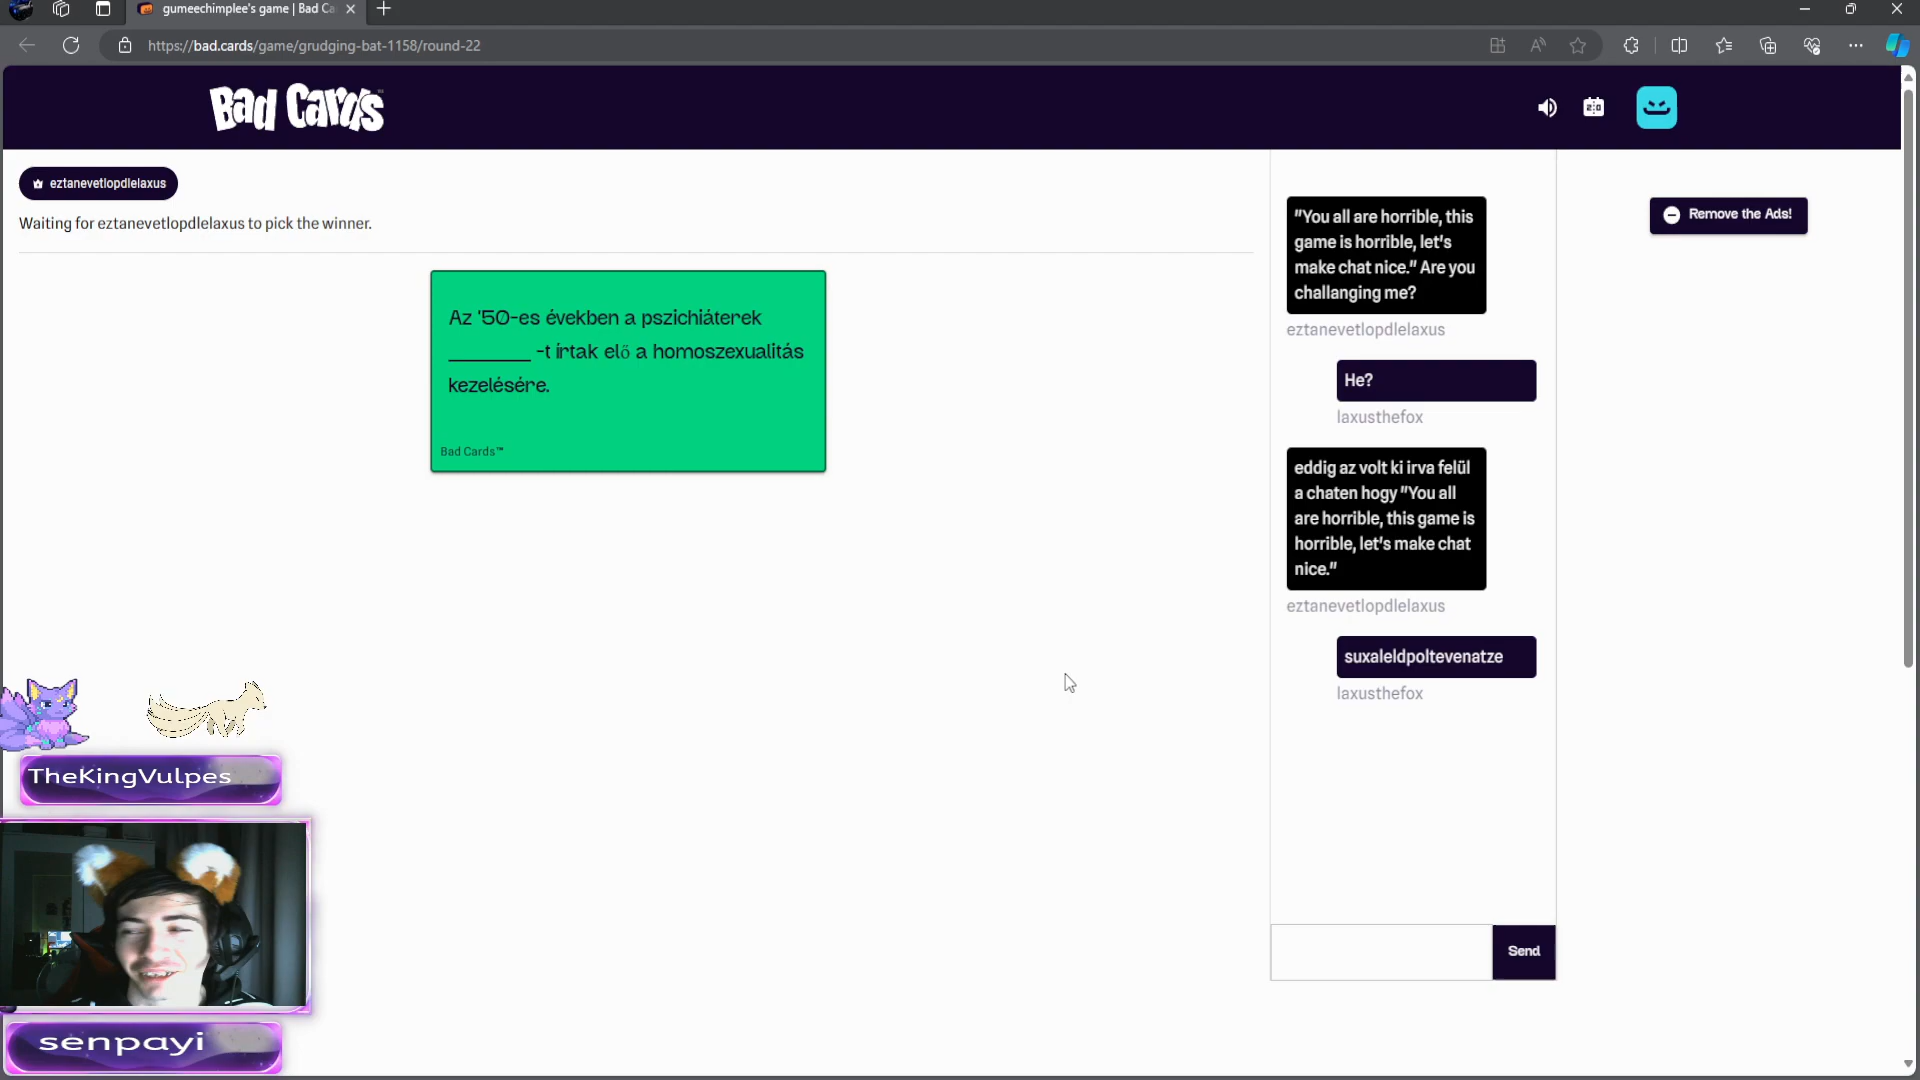 gumeechimplee's game | Bad Ca
https://bad.cards/game/grudging-bat-1158/round-22
Bad Cards
eztanevetlopdlelaxus
Waiting for eztanevetlopdlelaxus to pick the winner.
Az '50-es években a pszichiáterek
________ -t írtak elő a homoszexualitás
kezelésére.
Bad Cards™
"You all are horrible, this
game is horrible, let's
make chat nice." Are you
challanging me?
eztanevetlopdlelaxus
He?
laxusthefox
eddig az volt ki irva felül
a chaten hogy "You all
are horrible, this game is
horrible, let's make chat
nice."
eztanevetlopdlelaxus
suxaleldpoltevenatze
laxusthefox
Send
Remove the Ads!
TheKingVulpes
senpayi